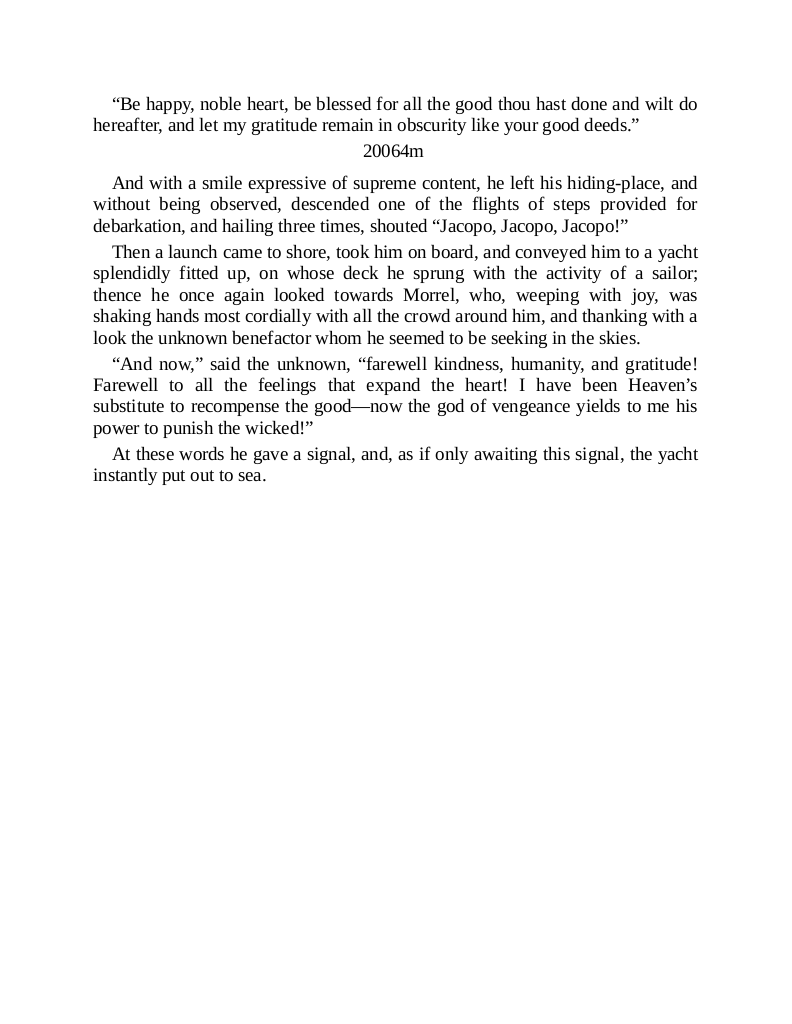 “Be happy, noble heart, be blessed for all the good thou hast done and wilt do
hereafter, and let my gratitude remain in obscurity like your good deeds.”
20064m
And with a smile expressive of supreme content, he left his hiding-place, and
without being observed, descended one of the flights of steps provided for
debarkation, and hailing three times, shouted “Jacopo, Jacopo, Jacopo!”
Then a launch came to shore, took him on board, and conveyed him to a yacht
splendidly fitted up, on whose deck he sprung with the activity of a sailor;
thence he once again looked towards Morrel, who, weeping with joy, was
shaking hands most cordially with all the crowd around him, and thanking with a
look the unknown benefactor whom he seemed to be seeking in the skies.
“And now,” said the unknown, “farewell kindness, humanity, and gratitude!
Farewell to all the feelings that expand the heart! I have been Heaven’s
substitute to recompense the good—now the god of vengeance yields to me his
power to punish the wicked!”
At these words he gave a signal, and, as if only awaiting this signal, the yacht
instantly put out to sea.